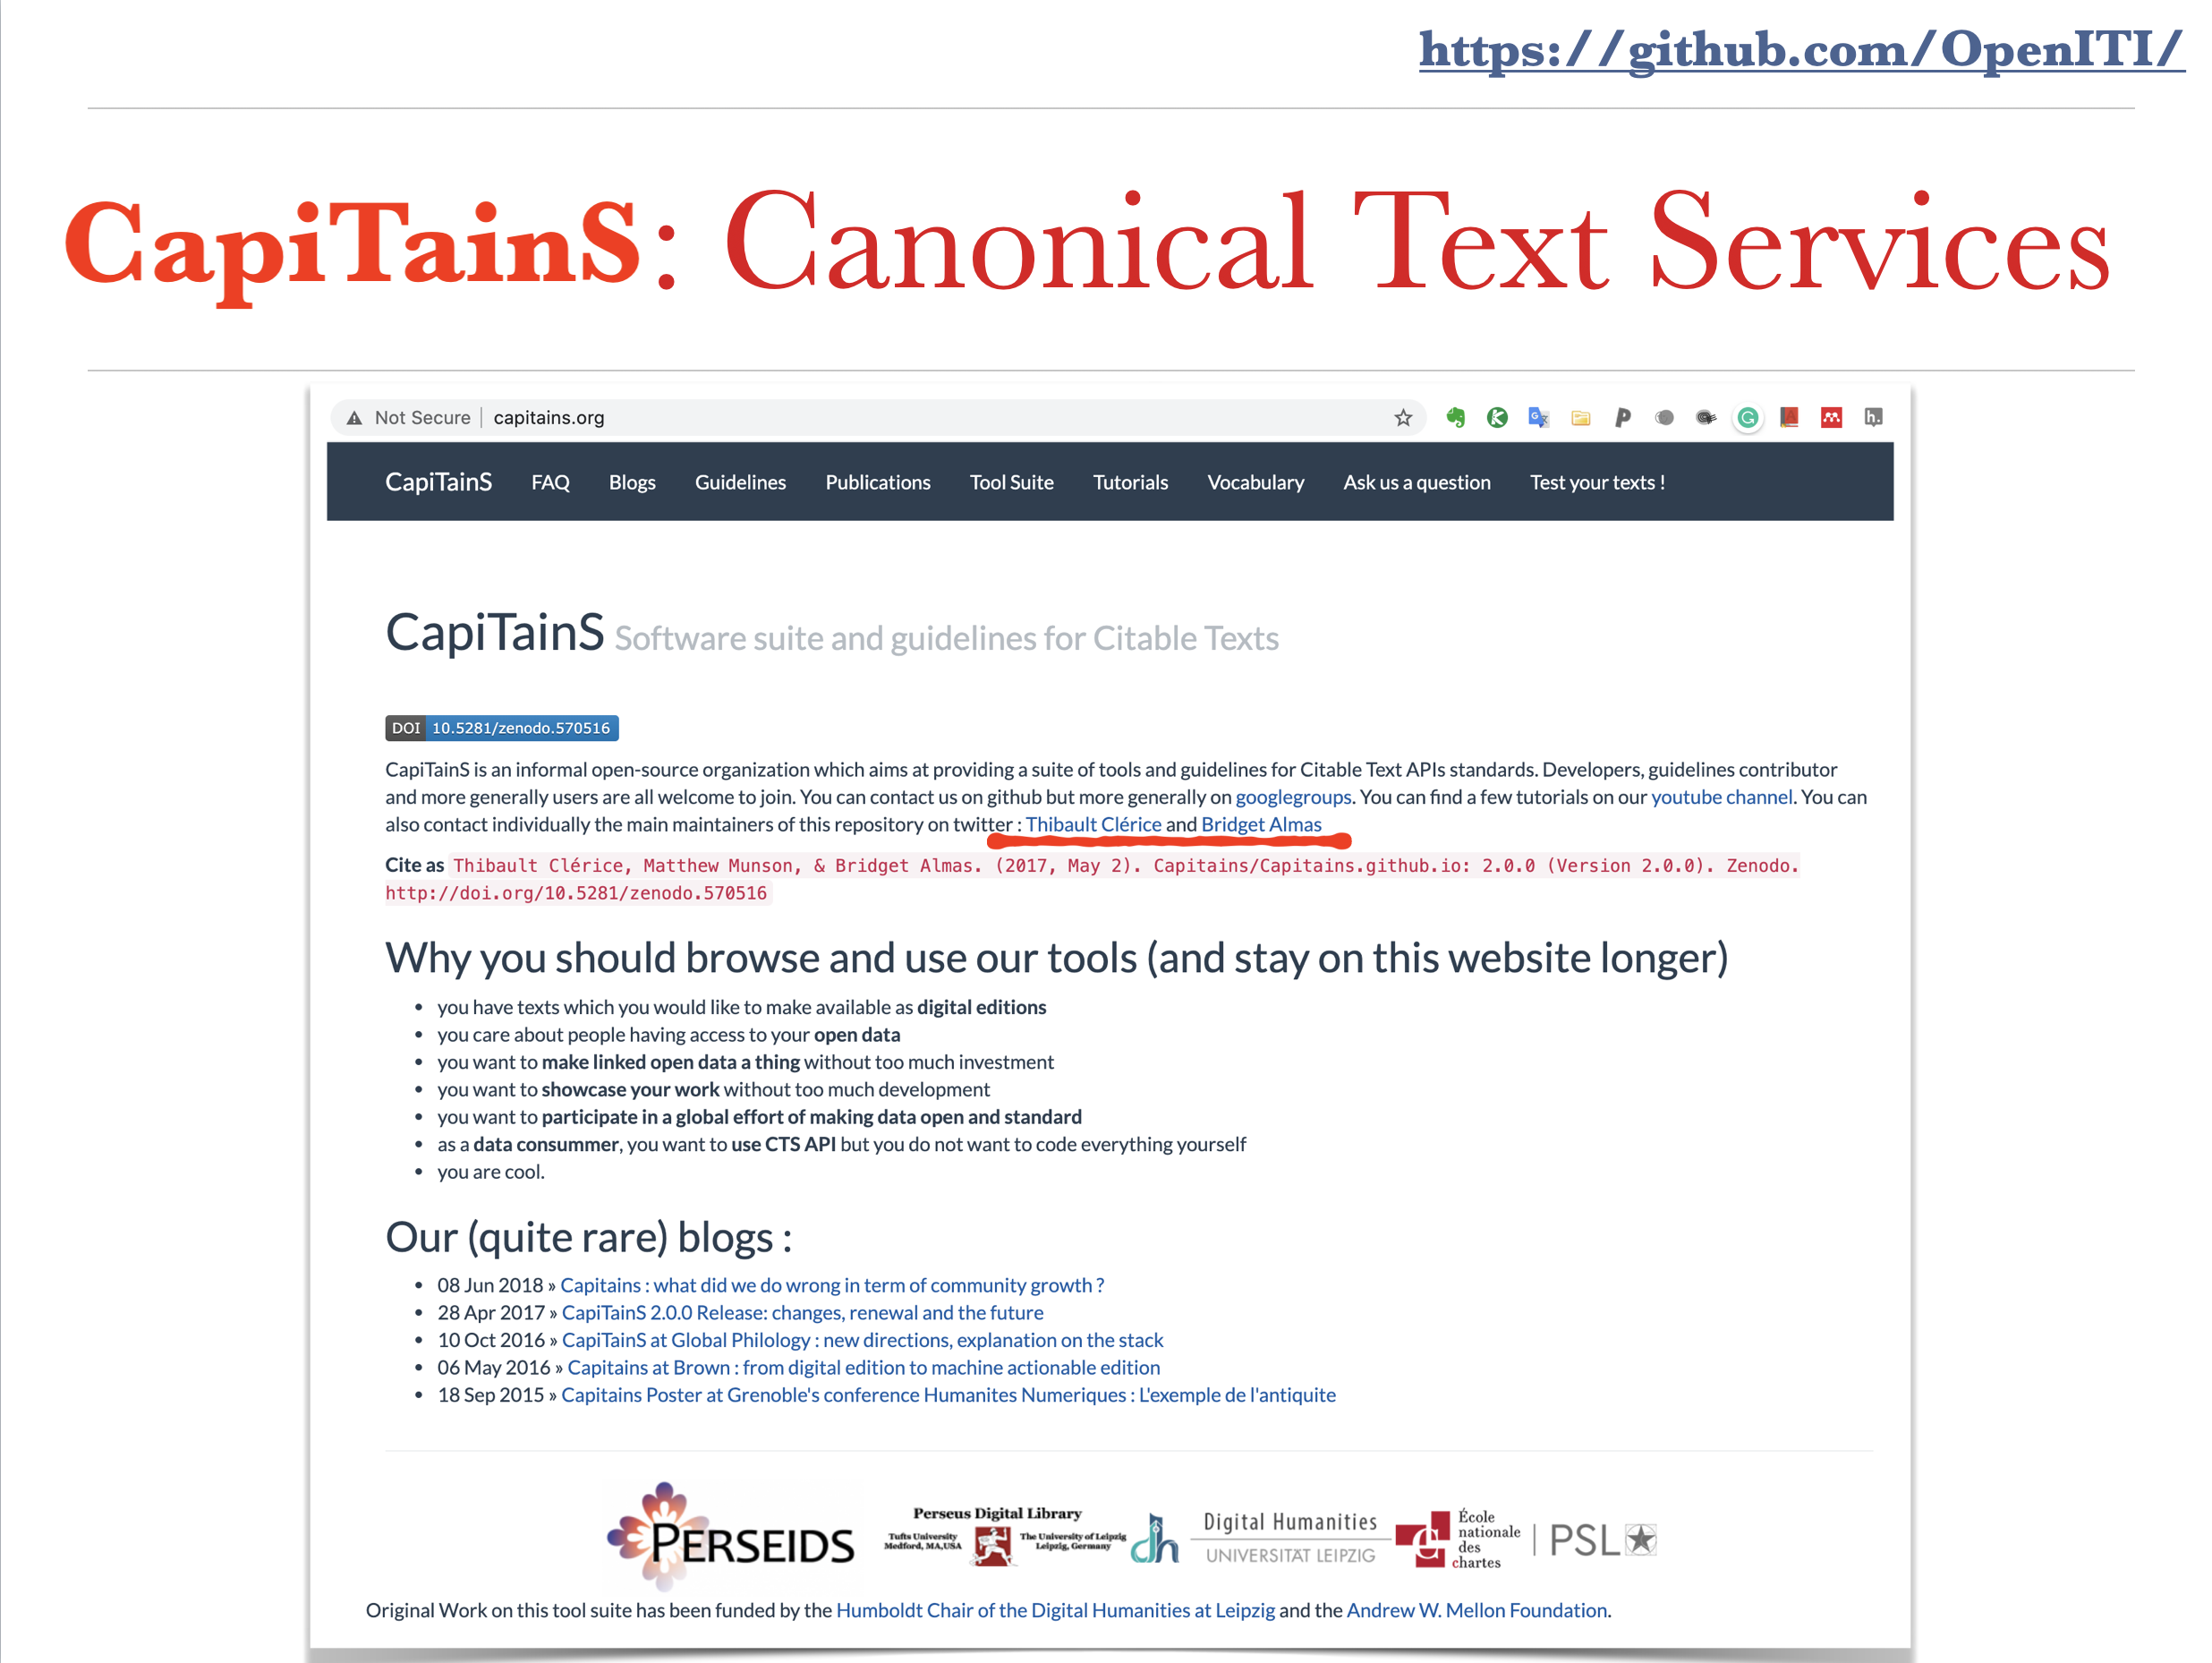 https://github.com/OpenITI/
CapiTainS: Canonical Text Services
Not Secure | capitains.org
CapiTainS FAQ Blogs Guidelines Publications Tool Suite Tutorials Vocabulary Ask us a question Test your texts !
CapiTainS Software suite and guidelines for Citable Texts
DOI 10.5281/zenodo.570516
CapiTainS is an informal open-source organization which aims at providing a suite of tools and guidelines for Citable Text APIs standards. Developers, guidelines contributor
and more generally users are all welcome to join. You can contact us on github but more generally on googlegroups. You can find a few tutorials on our youtube channel. You can
also contact individually the main maintainers of this repository on twitter : Thibault Clérice and Bridget Almas
Cite as Thibault Clérice, Matthew Munson, & Bridget Almas. (2017, May 2). Capitains/Capitains.github.io: 2.0.0 (Version 2.0.0). Zenodo.
http://doi.org/10.5281/zenodo.570516
Why you should browse and use our tools (and stay on this website longer)
• you have texts which you would like to make available as digital editions
• you care about people having access to your open data
• you want to make linked open data a thing without too much investment
• you want to showcase your work without too much development
• you want to participate in a global effort of making data open and standard
• as a data consummer, you want to use CTS API but you do not want to code everything yourself
• you are cool.
Our (quite rare) blogs :
• 08 Jun 2018 » Capitains : what did we do wrong in term of community growth ?
• 28 Apr 2017 » CapiTainS 2.0.0 Release: changes, renewal and the future
• 10 Oct 2016 » CapiTainS at Global Philology : new directions, explanation on the stack
• 06 May 2016 » Capitains at Brown : from digital edition to machine actionable edition
• 18 Sep 2015 » Capitains Poster at Grenoble's conference Humanites Numeriques : L'exemple de l'antiquite
PERSEIDS
Perseus Digital Library
Tufts University
Medford, MA,USA
The University of Leipzig
Leipzig, Germany
dh
Digital Humanities
UNIVERSITÄT LEIPZIG
École
nationale
des
chartes
PSL
Original Work on this tool suite has been funded by the Humboldt Chair of the Digital Humanities at Leipzig and the Andrew W. Mellon Foundation.